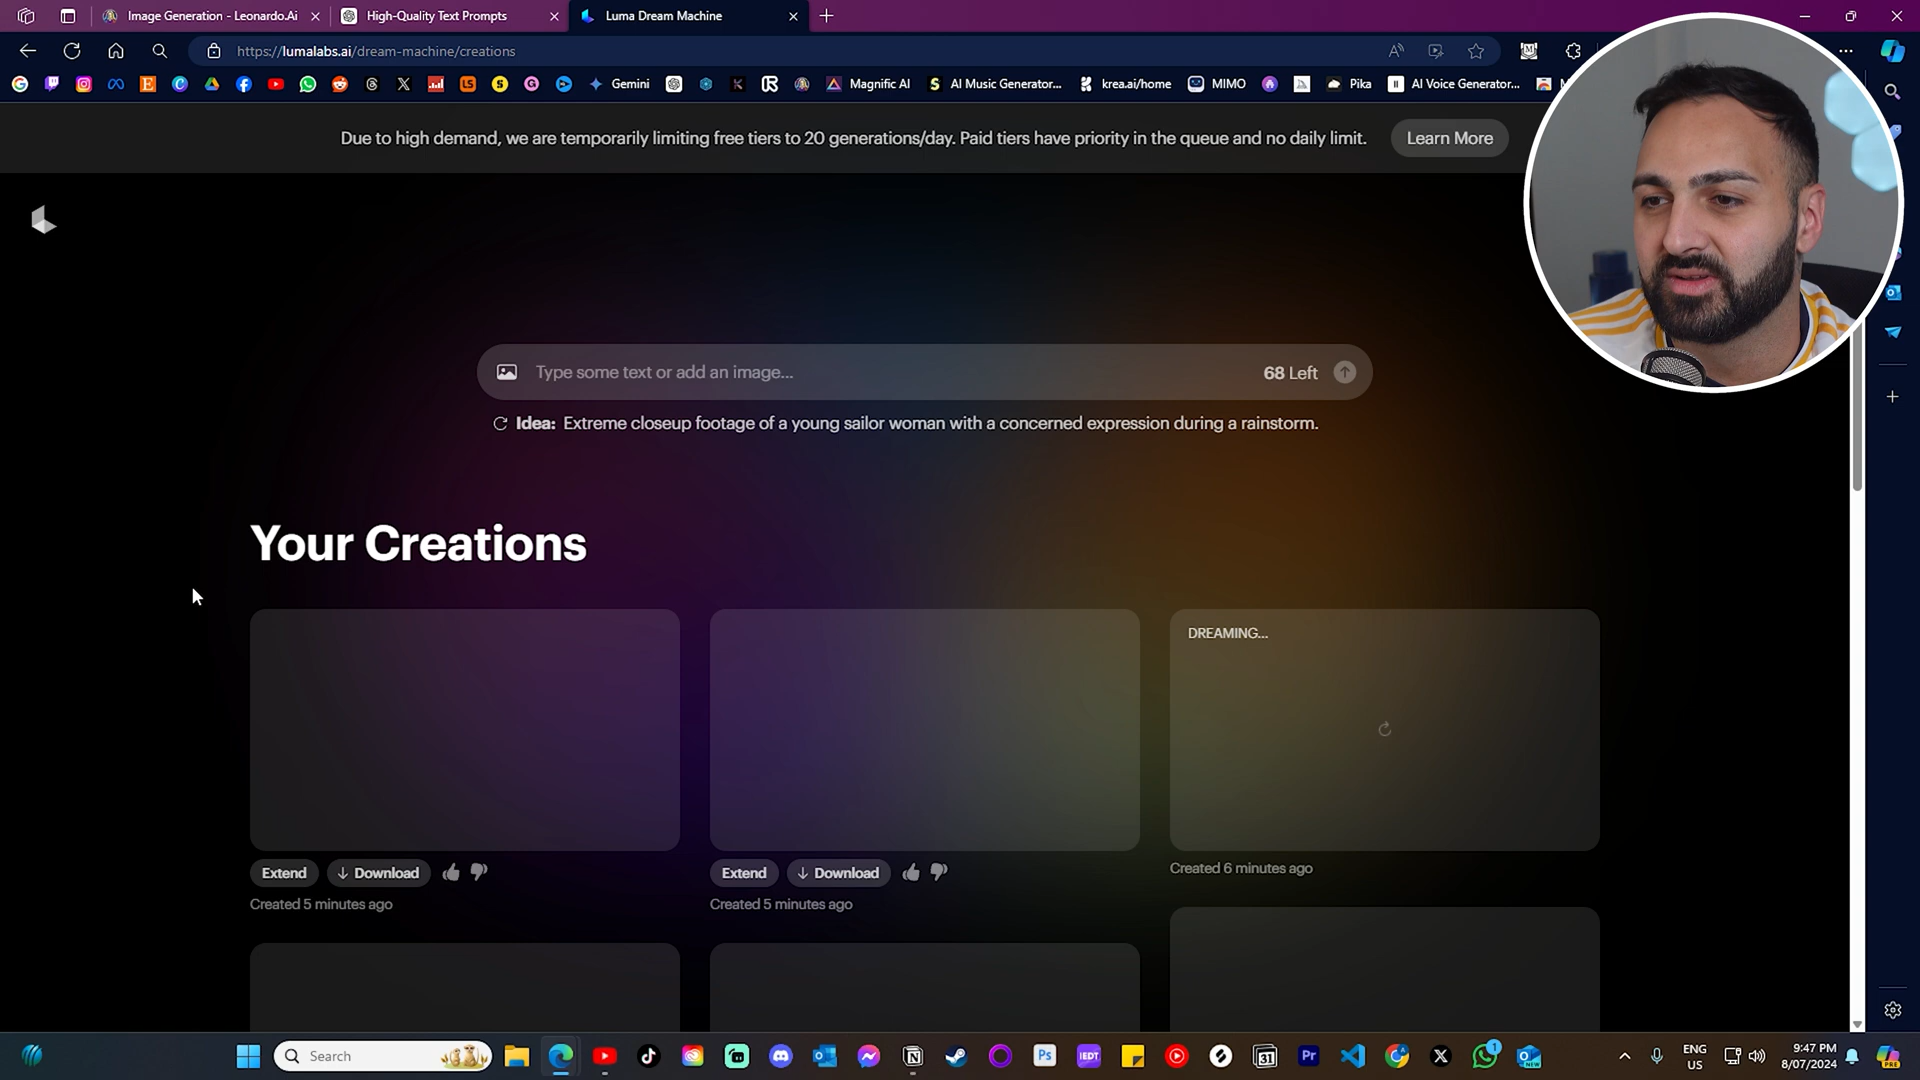 Image Generation - Leonardo.Ai
High-Quality Text Prompts
Luma Dream Machine
https://lumalabs.ai/dream-machine/creations
Gemini
Magnific AI
AI Music Generator...
krea.ai/home
MIMO
Pika
AI Voice Generator...
Due to high demand, we are temporarily limiting free tiers to 20 generations/day. Paid tiers have priority in the queue and no daily limit.
Learn More
Type some text or add an image...
68 Left
Idea: Extreme closeup footage of a young sailor woman with a concerned expression during a rainstorm.
Your Creations
DREAMING...
Extend
Download
Extend
Download
Created 6 minutes ago
Created 5 minutes ago
Created 5 minutes ago
Search
Ps
IEDT
31
Pr
1
ENG
US
9:47 PM
8/07/2024